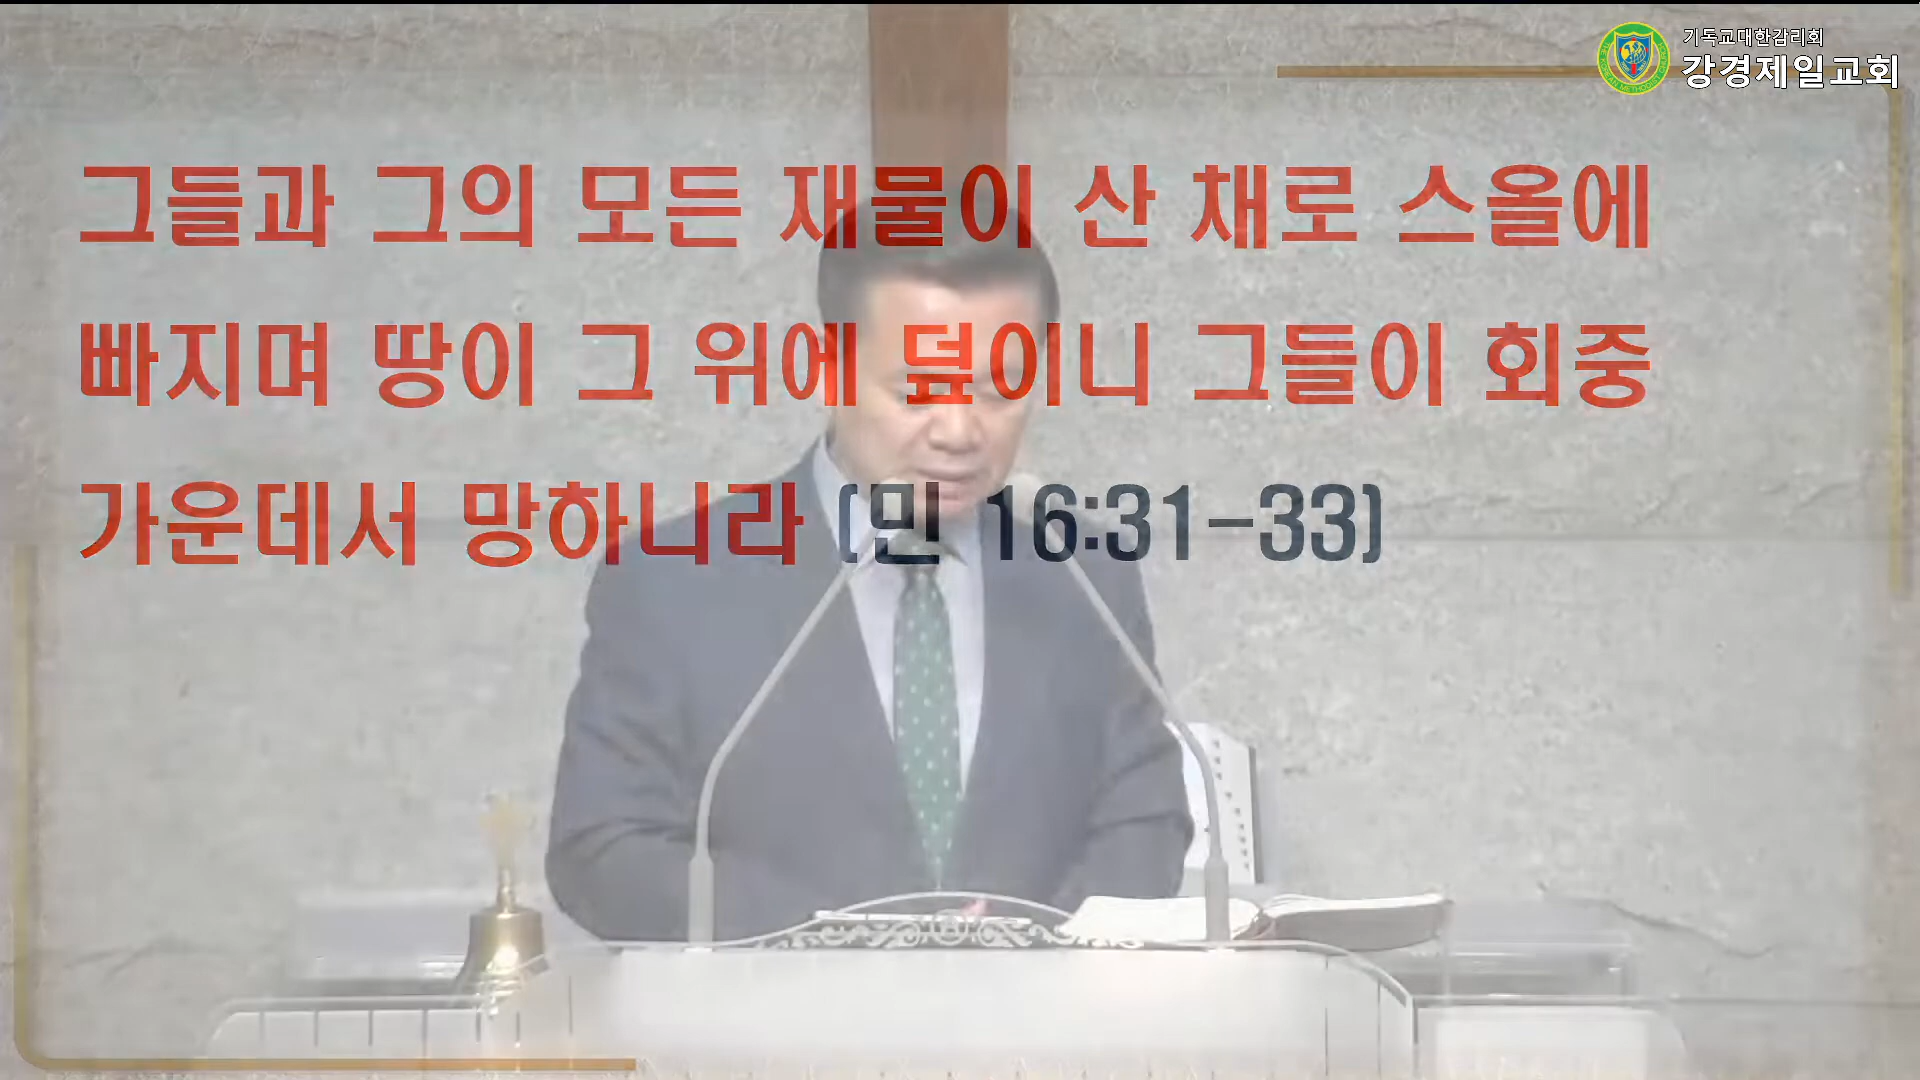 기독교대한감리회
강경제일교회
그들과 그의 모든 재물이 산 채로 스올에
빠지며 땅이 그 위에 덮이니 그들이 회중
가운데서 망하니라 (민 16:31-33)